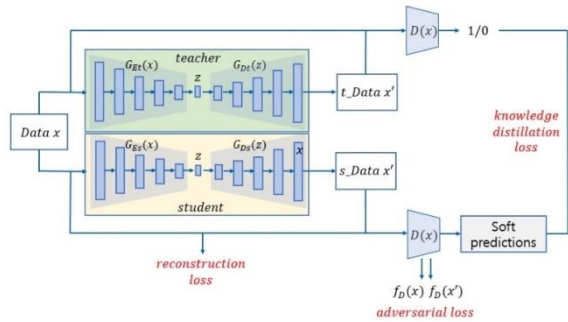 D(x)
1/0
teacher
G_Et(x)
z
G_Dt(z)
t_Data x′
Data x
knowledge
distillation
loss
G_Es(x)
z
G_Ds(z)
x
s_Data x′
student
D(x)
Soft
predictions
reconstruction
loss
f_D(x) f_D(x′)
adversarial loss